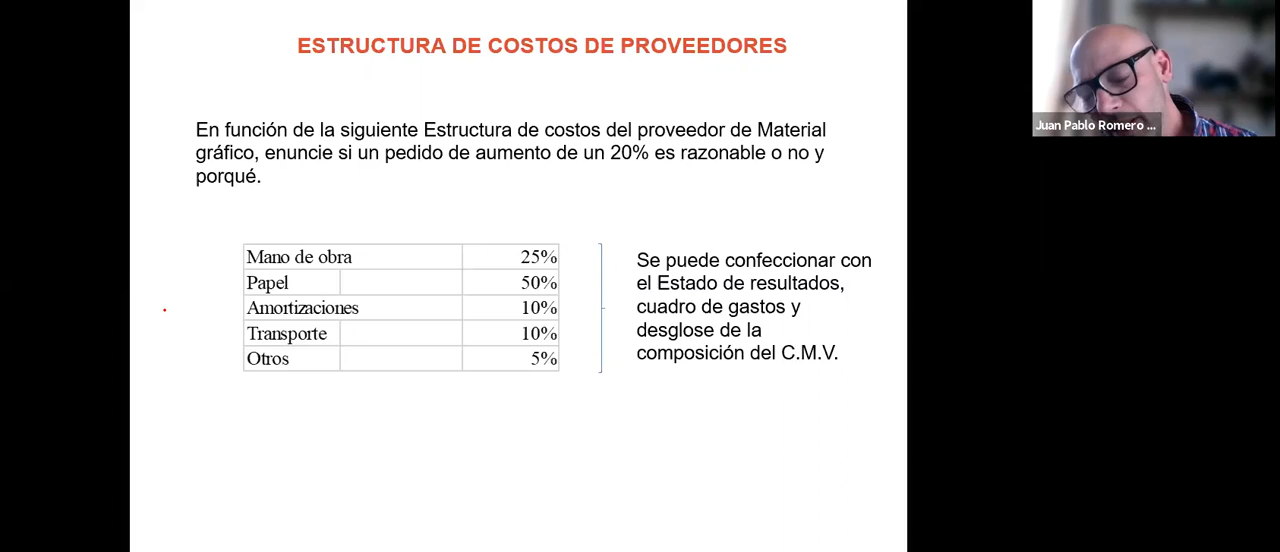 ESTRUCTURA DE COSTOS DE PROVEEDORES
En función de la siguiente Estructura de costos del proveedor de Material
gráfico, enuncie si un pedido de aumento de un 20% es razonable o no y
porqué.
Mano de obra 25%
Papel 50%
Amortizaciones 10%
Transporte 10%
Otros 5%
Se puede confeccionar con
el Estado de resultados,
cuadro de gastos y
desglose de la
composición del C.M.V.
Juan Pablo Romero ...